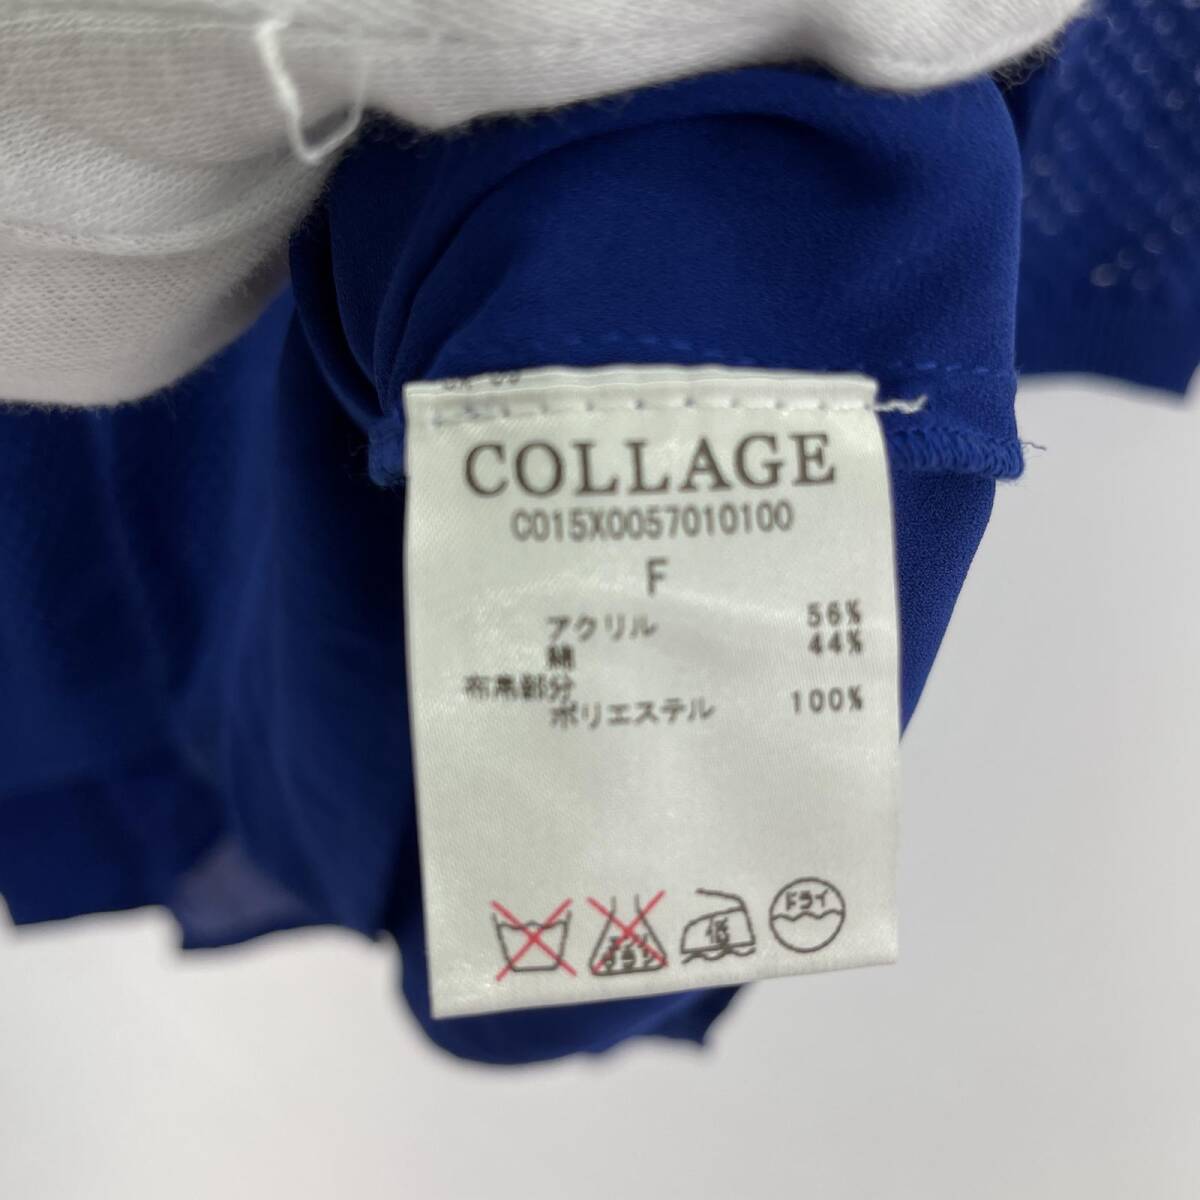 COLLAGE
C015X0057010100
F
アクリル 56%
綿 44%
布帛部分
ポリエステル 100%
低
ドライ